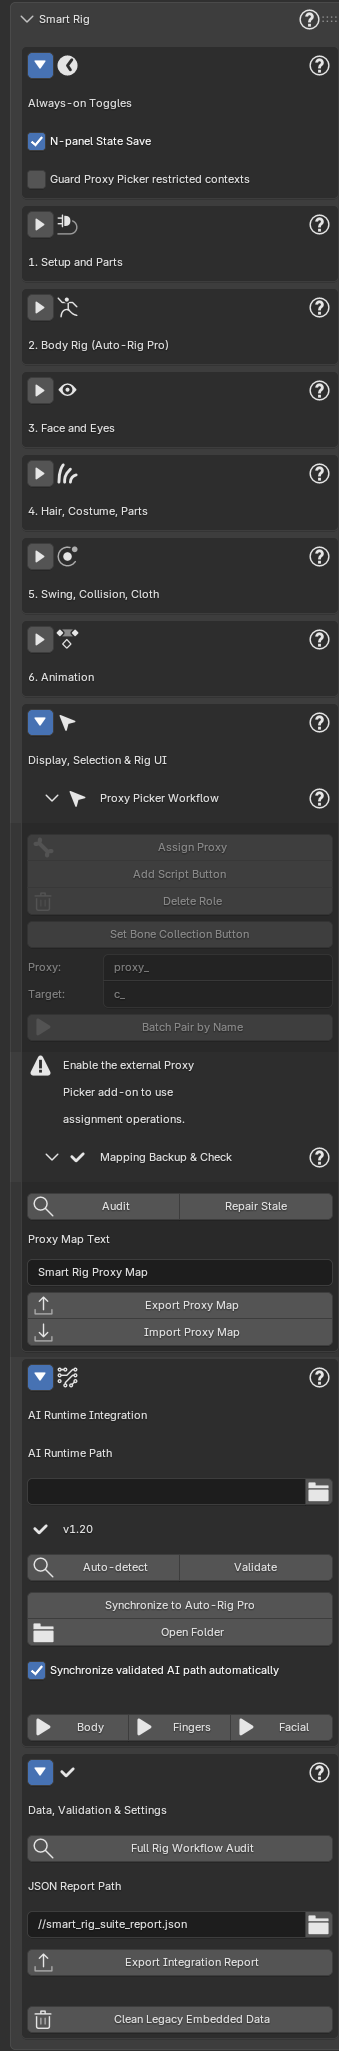 Smart Rig
Always-on Toggles
N-panel State Save
Guard Proxy Picker restricted contexts
1. Setup and Parts
2. Body Rig (Auto-Rig Pro)
3. Face and Eyes
4. Hair, Costume, Parts
5. Swing, Collision, Cloth
6. Animation
Display, Selection & Rig UI
Proxy Picker Workflow
Assign Proxy
Add Script Button
Delete Role
Set Bone Collection Button
Proxy: proxy_
Target: c_
Batch Pair by Name
Enable the external Proxy
Picker add-on to use
assignment operations.
Mapping Backup & Check
Audit Repair Stale
Proxy Map Text
Smart Rig Proxy Map
Export Proxy Map
Import Proxy Map
AI Runtime Integration
AI Runtime Path
v1.20
Auto-detect Validate
Synchronize to Auto-Rig Pro
Open Folder
Synchronize validated AI path automatically
Body Fingers Facial
Data, Validation & Settings
Full Rig Workflow Audit
JSON Report Path
//smart_rig_suite_report.json
Export Integration Report
Clean Legacy Embedded Data